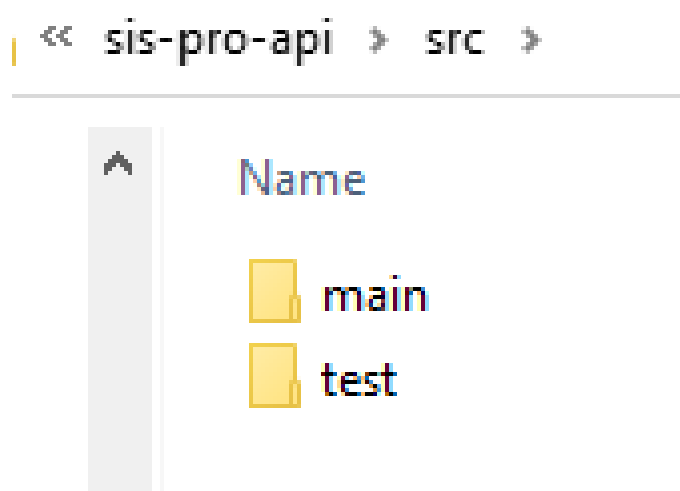 « sis-pro-api › src ›
Name
main
test